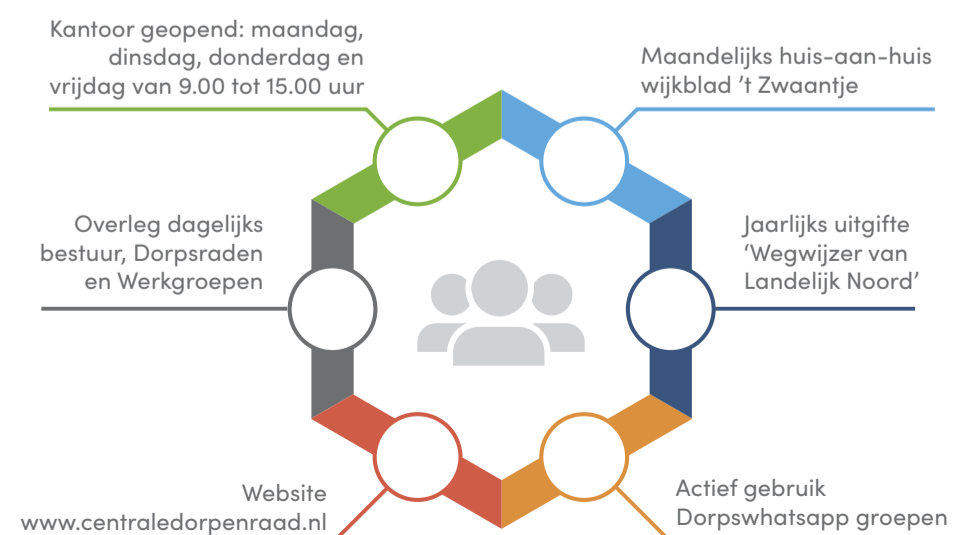 Kantoor geopend: maandag,
dinsdag, donderdag en
vrijdag van 9.00 tot 15.00 uur
Maandelijks huis-aan-huis
wijkblad ’t Zwaantje
Overleg dagelijks
bestuur, Dorpsraden
en Werkgroepen
Jaarlijks uitgifte
‘Wegwijzer van
Landelijk Noord’
Website
www.centraledorpenraad.nl
Actief gebruik
Dorpswhatsapp groepen